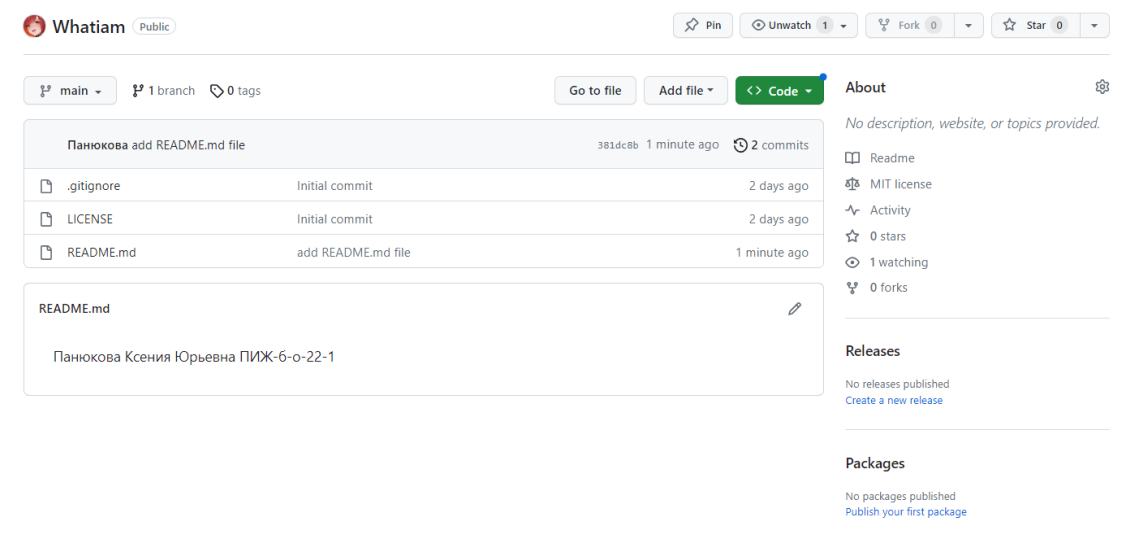 Whatiam Public Pin Unwatch 1 Fork 0 Star 0
main 1 branch 0 tags Go to file Add file Code
Панюкова add README.md file 381dc8b 1 minute ago 2 commits
.gitignore Initial commit 2 days ago
LICENSE Initial commit 2 days ago
README.md add README.md file 1 minute ago
README.md
Панюкова Ксения Юрьевна ПИЖ-б-о-22-1
About
No description, website, or topics provided.
Readme
MIT license
Activity
0 stars
1 watching
0 forks
Releases
No releases published
Create a new release
Packages
No packages published
Publish your first package